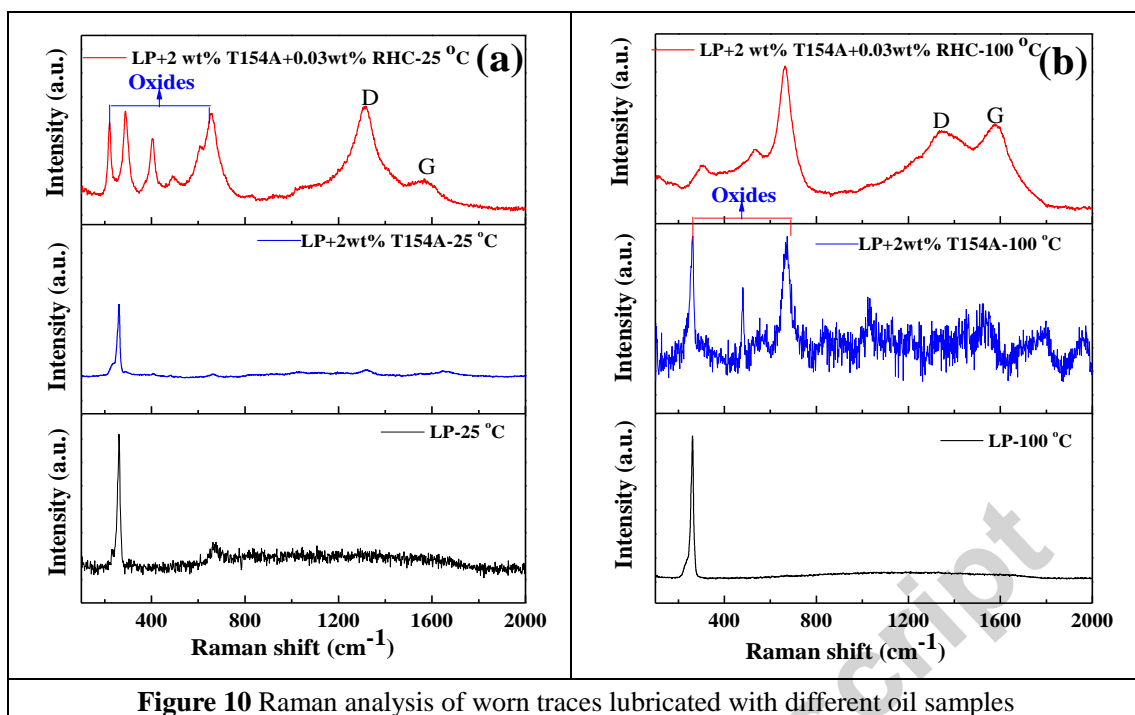 LP+2 wt% T154A+0.03wt% RHC-25 °C
(a)
Oxides
D
G
Intensity (a.u.)
LP+2wt% T154A-25 °C
Intensity (a.u.)
LP-25 °C
Intensity (a.u.)
400 800 1200 1600 2000
Raman shift (cm⁻¹)
LP+2 wt% T154A+0.03wt% RHC-100 °C
(b)
D
G
Intensity (a.u.)
Oxides
LP+2wt% T154A-100 °C
Intensity (a.u.)
LP-100 °C
Intensity (a.u.)
400 800 1200 1600 2000
Raman shift (cm⁻¹)
cript
Figure 10 Raman analysis of worn traces lubricated with different oil samples